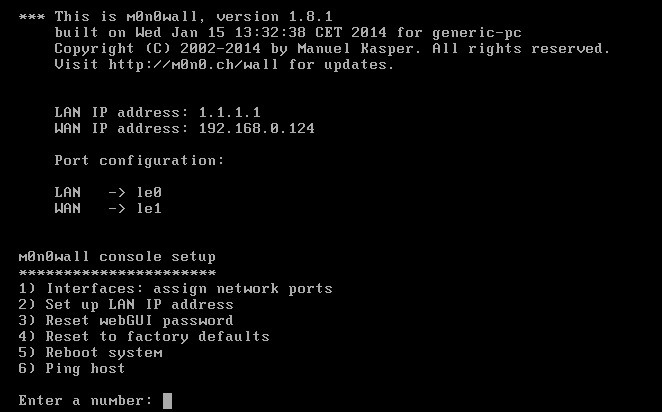 *** This is m0n0wall, version 1.8.1
built on Wed Jan 15 13:32:38 CET 2014 for generic-pc
Copyright (C) 2002-2014 by Manuel Kasper. All rights reserved.
Visit http://m0n0.ch/wall for updates.
LAN IP address: 1.1.1.1
WAN IP address: 192.168.0.124
Port configuration:
LAN -> le0
WAN -> le1
m0n0wall console setup
**********************
1) Interfaces: assign network ports
2) Set up LAN IP address
3) Reset webGUI password
4) Reset to factory defaults
5) Reboot system
6) Ping host
Enter a number: